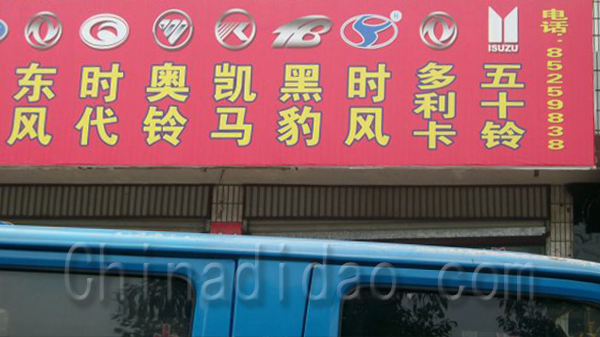 东风
时代
奥铃
凯马
黑豹
时风
多利卡
ISUZU
五十铃
电话:85259838
Chinadidao.com